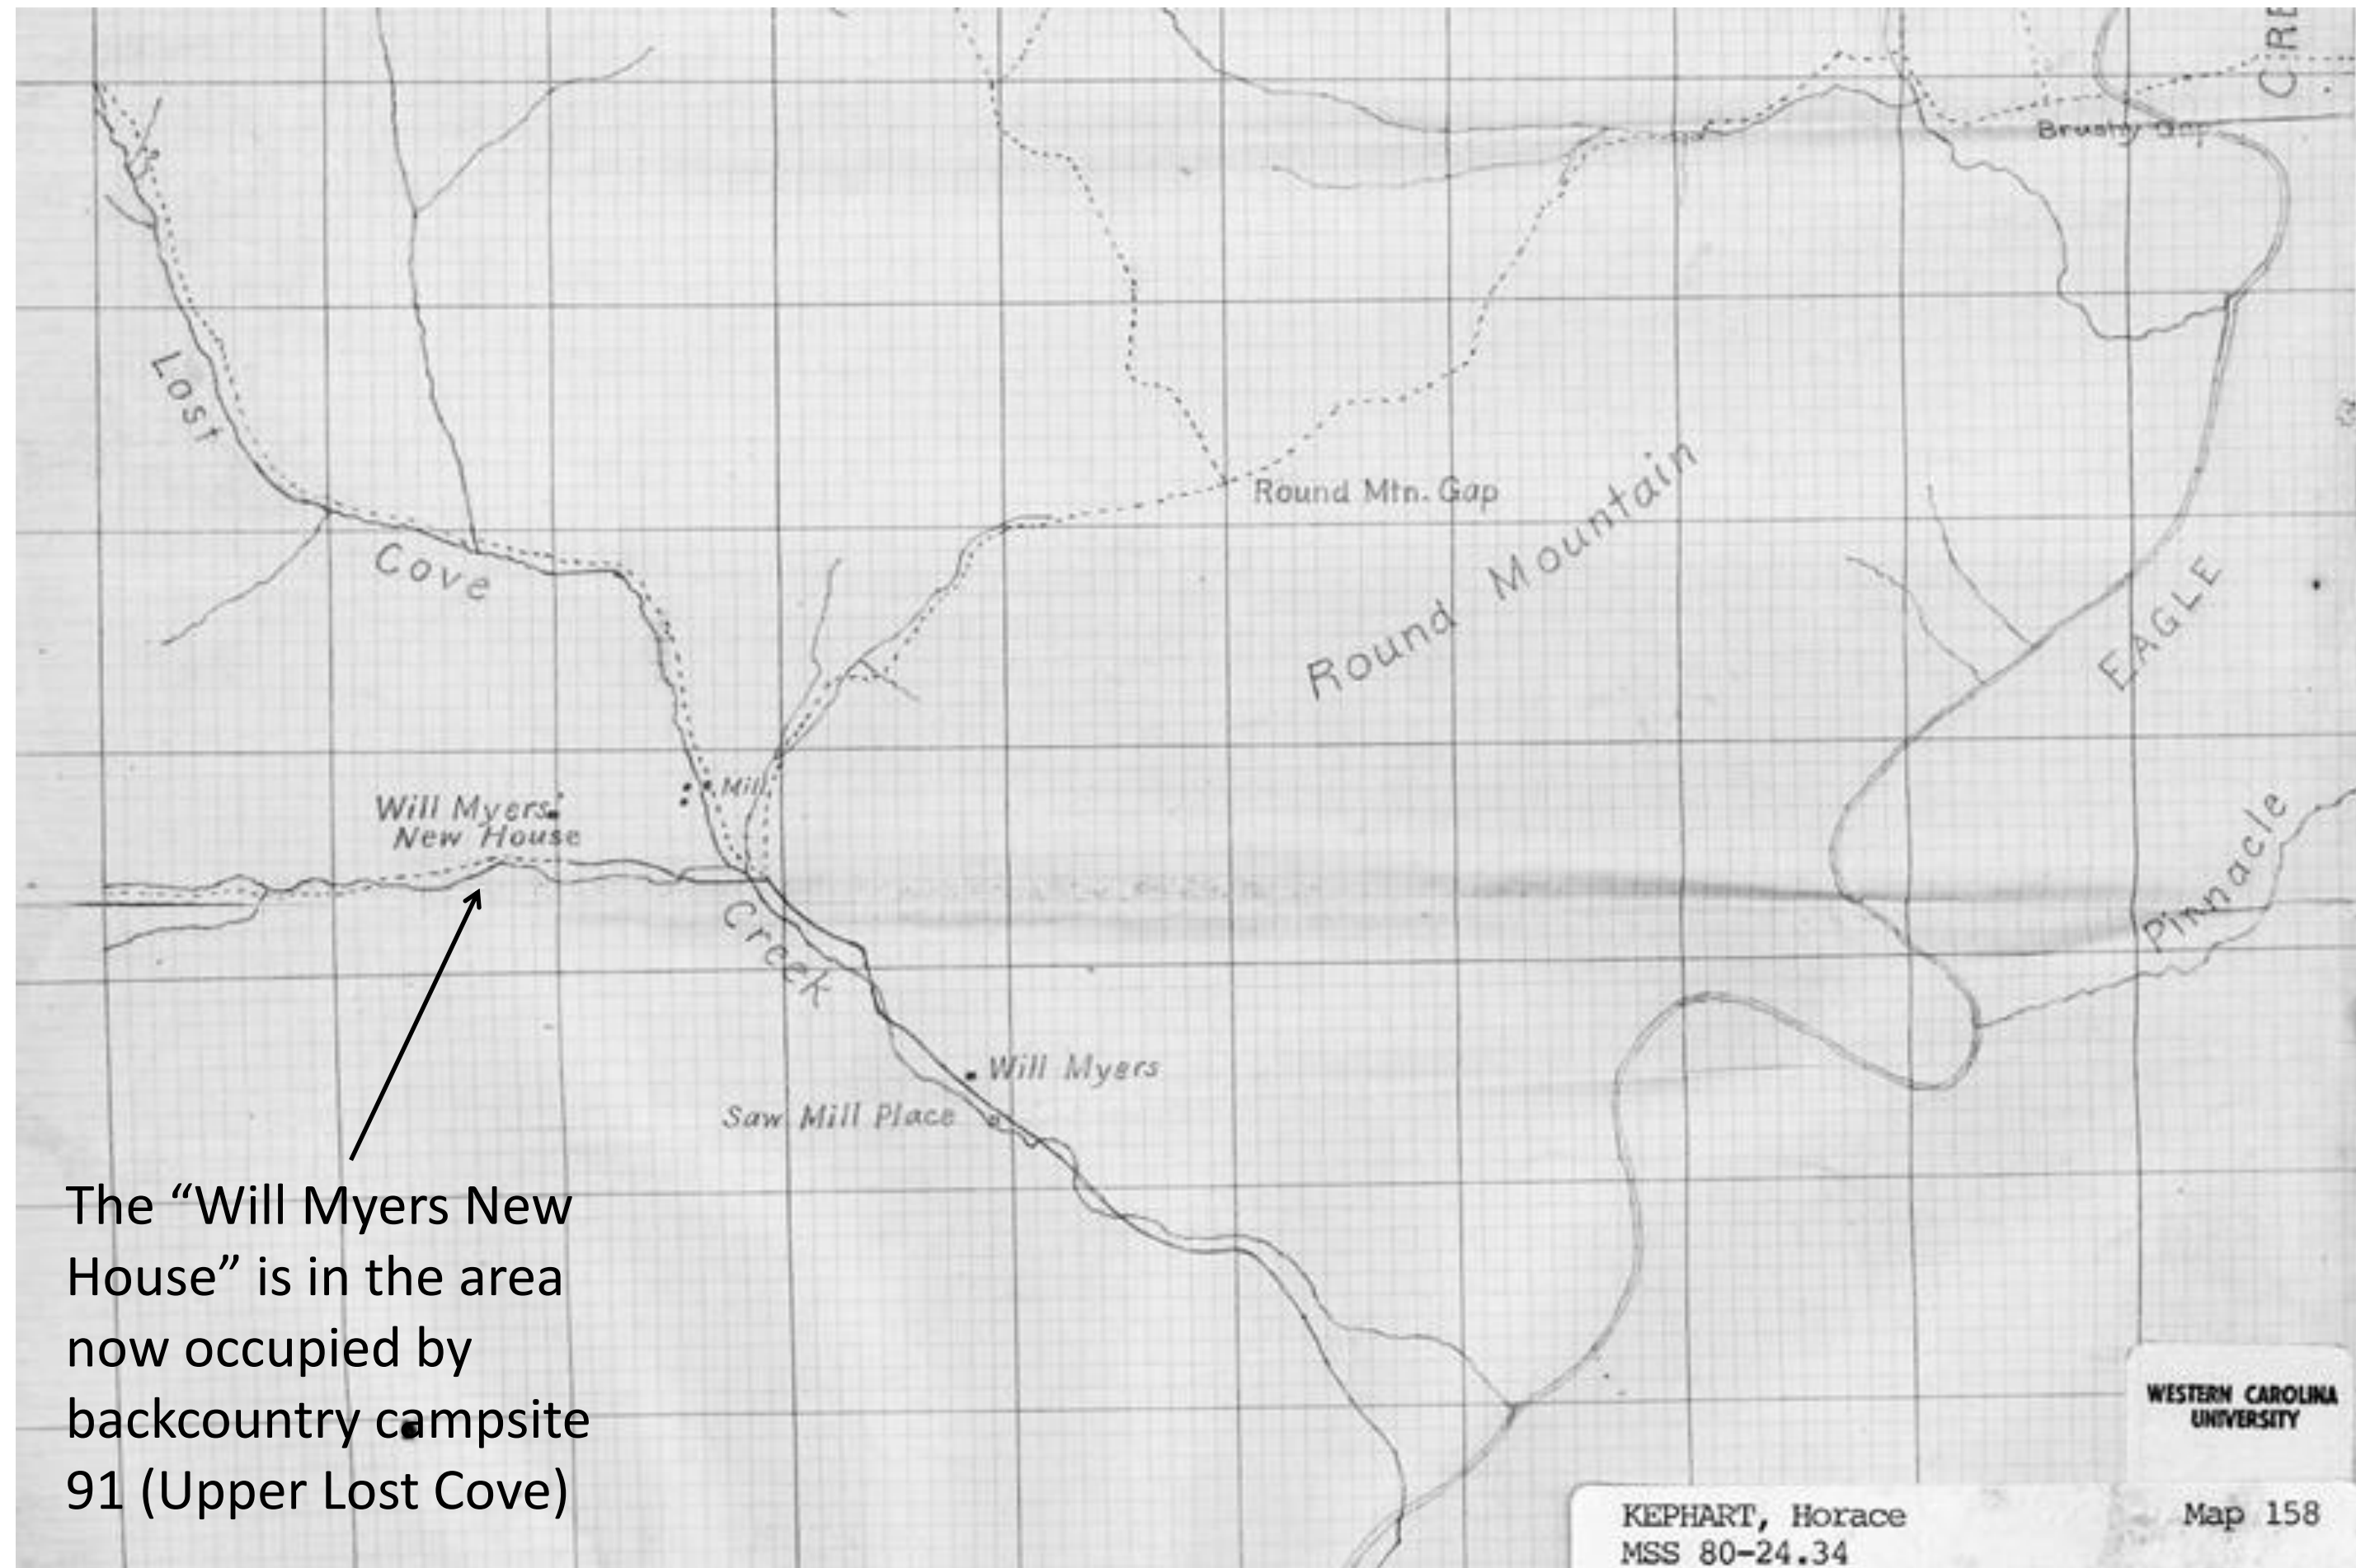 CRE
Brushy Gap
Lost
Round Mtn. Gap
Round Mountain
Cove
EAGLE
Mill
Will Myers
New House
Pinnacle
Creek
Will Myers
Saw Mill Place
The “Will Myers New
House” is in the area
now occupied by
backcountry campsite
91 (Upper Lost Cove)
WESTERN CAROLINA
UNIVERSITY
KEPHART, Horace
Map 158
MSS 80-24.34